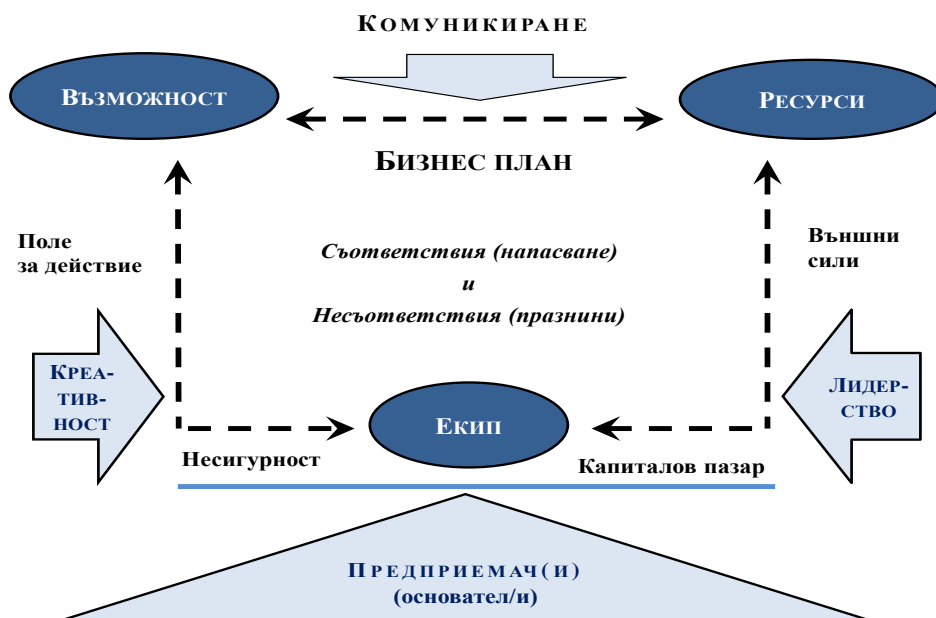 КОМУНИКИРАНЕ
ВЪЗМОЖНОСТ
РЕСУРСИ
БИЗНЕС ПЛАН
Поле
за действие
Съответствия (напасване)
и
Несъответствия (празнини)
Външни
сили
КРЕА-
ТИВ-
НОСТ
ЛИДЕР-
СТВО
ЕКИП
Несигурност
Капиталов пазар
ПРЕДПРИЕМАЧ(И)
(основател/и)